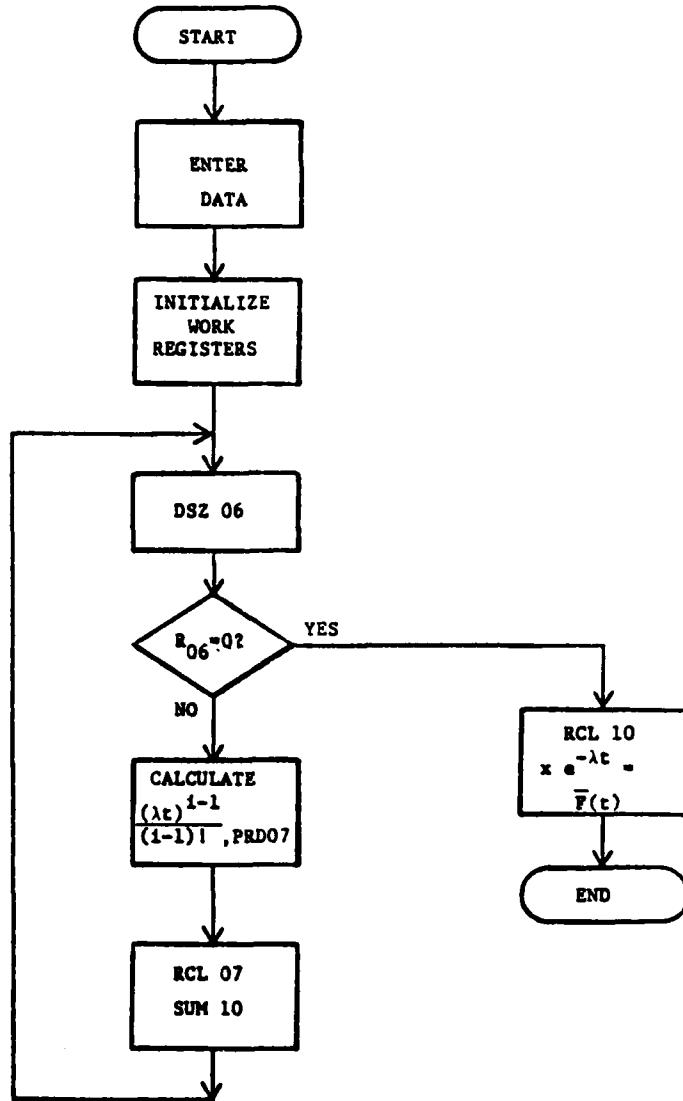 START
ENTER
DATA
INITIALIZE
WORK
REGISTERS
DSZ 06
R06=0?
YES
NO
CALCULATE
(λt)^i-1
(i-1)! ,PRD07
RCL 07
SUM 10
RCL 10
x e^-λt =
F̅(t)
END